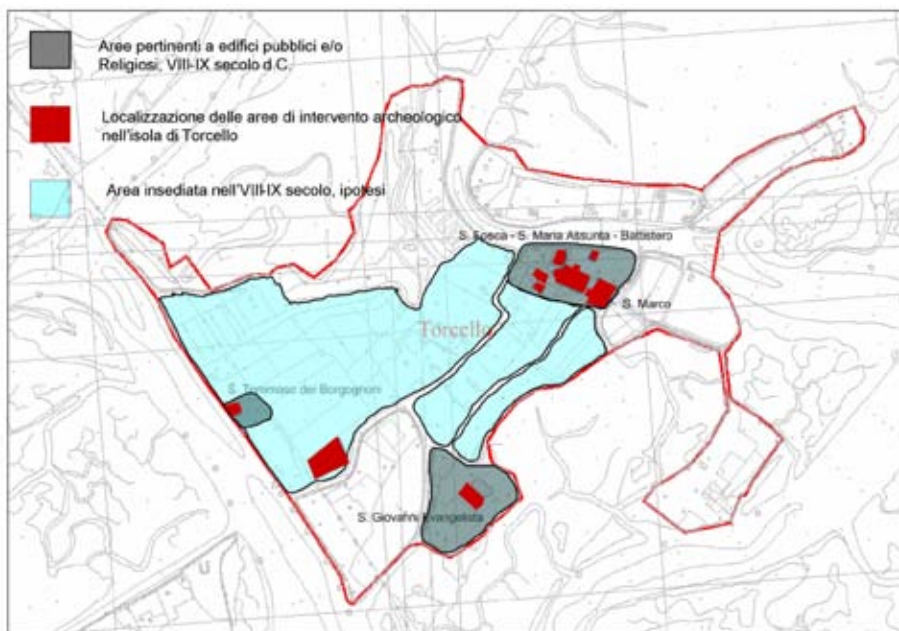 Aree pertinenti a edifici pubblici e/o
Religiosi, VIII-IX secolo d.C.
Localizzazione delle aree di intervento archeologico
nell'isola di Torcello
Area insediata nell'VIII-IX secolo, ipotesi
S. Fosca - S. Maria Assunta - Battistero
S. Marco
Torcello
S. Tommaso dei Borgognoni
S. Giovanni Evangelista